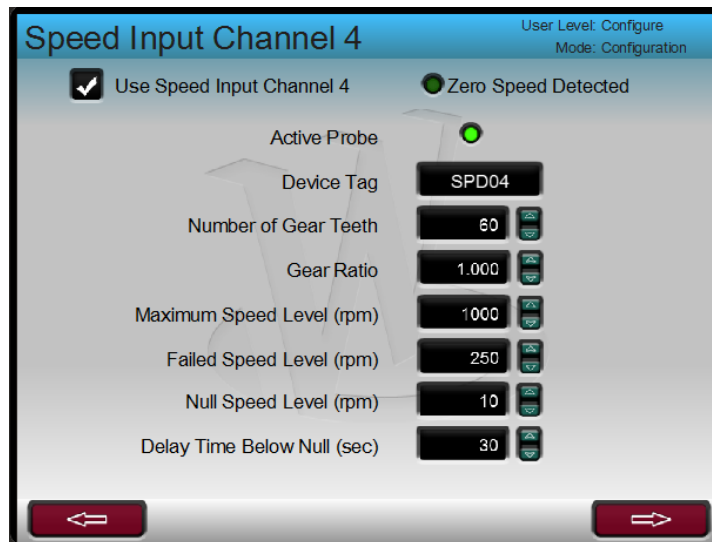 Speed Input Channel 4
User Level: Configure
Mode: Configuration
Use Speed Input Channel 4
Zero Speed Detected
Active Probe
Device Tag SPD04
Number of Gear Teeth 60
Gear Ratio 1.000
Maximum Speed Level (rpm) 1000
Failed Speed Level (rpm) 250
Null Speed Level (rpm) 10
Delay Time Below Null (sec) 30